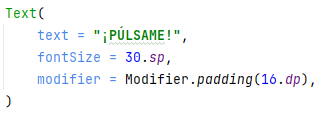 Text(
    text = "¡PÚLSAME!",
    fontSize = 30.sp,
    modifier = Modifier.padding(16.dp),
)